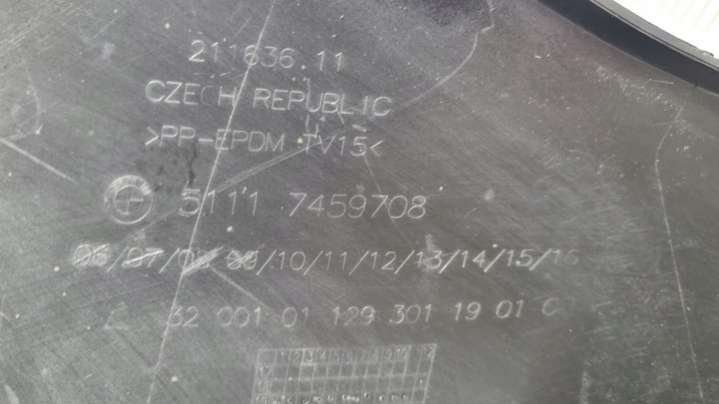 211836.11
CZECH REPUBLIC
>PP-EPDM TV15<
5111 7459708
06/07/08 09/10/11/12/13/14/15/16
32 001 01 129 301 19 01